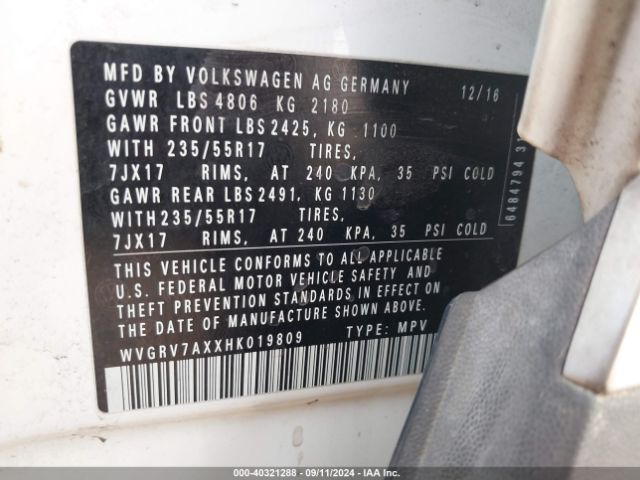 MFD BY VOLKSWAGEN AG GERMANY 12/16
GVWR LBS 4806 KG 2180
GAWR FRONT LBS 2425, KG 1100
WITH 235/55R17 TIRES,
7JX17 RIMS, AT 240 KPA, 35 PSI COLD
GAWR REAR LBS 2491, KG 1130
WITH 235/55R17 TIRES,
7JX17 RIMS, AT 240 KPA, 35 PSI COLD
THIS VEHICLE CONFORMS TO ALL APPLICABLE
U.S. FEDERAL MOTOR VEHICLE SAFETY AND
THEFT PREVENTION STANDARDS IN EFFECT ON
THE DATE OF MANUFACTURE SHOWN ABOVE.
WVGRV7AXXHK019809 TYPE: MPV
6484794
000-40321288 - 09/11/2024 - IAAI.COM